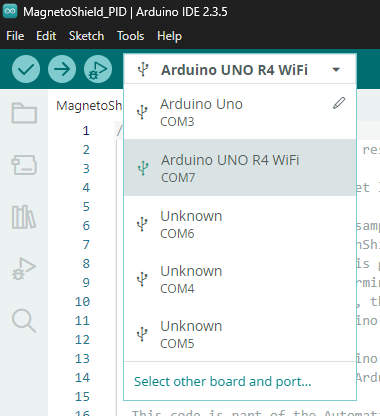 MagnetoShield_PID | Arduino IDE 2.3.5
File Edit Sketch Tools Help
Arduino UNO R4 WiFi
MagnetoSh
Arduino Uno
COM3
Arduino UNO R4 WiFi
COM7
Unknown
COM6
Unknown
COM4
Unknown
COM5
Select other board and port...
1 /
2 res
3
4 et I
5
6 samp
7 nShi
8 is p
9 ermin
10 , th
11 ino
12
13 ino
14 Ardu
15
16 This code is part of the Automat